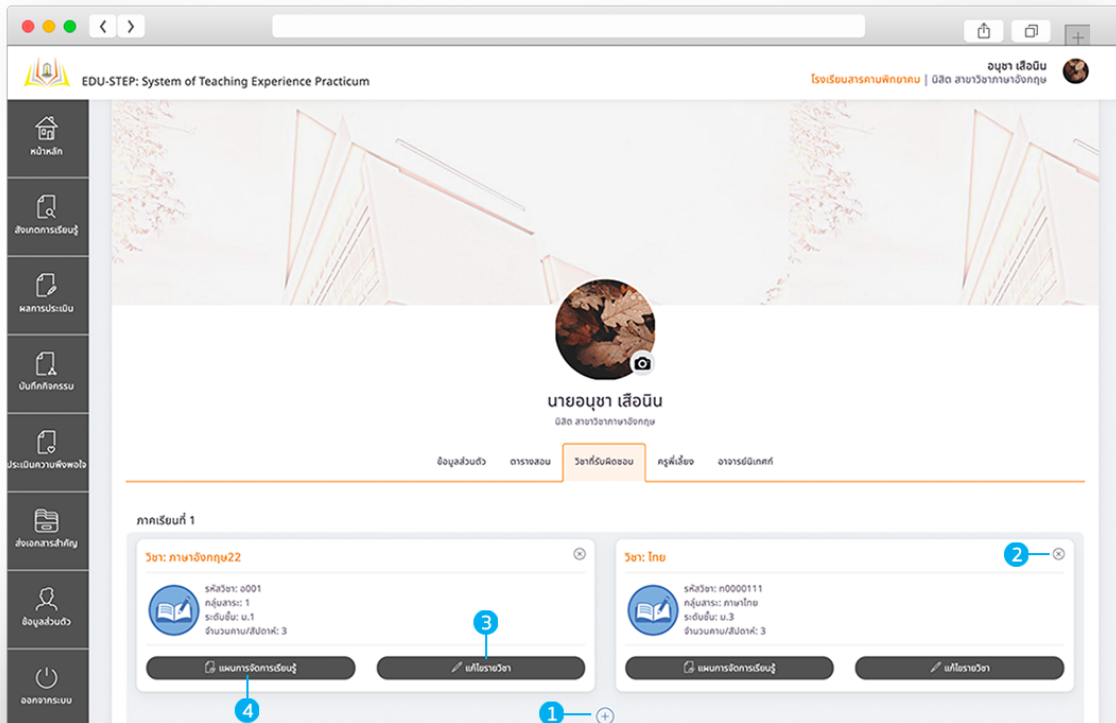 EDU-STEP: System of Teaching Experience Practicum
อนุชา เสือนิน
โรงเรียนสารคามพิทยาคม | นิสิต สาขาวิชาภาษาอังกฤษ
หน้าหลัก
สังเกตการเรียนรู้
ผลการประเมิน
บันทึกกิจกรรม
ประเมินความพึงพอใจ
ส่งเอกสารสำคัญ
ข้อมูลส่วนตัว
ออกจากระบบ
นายอนุชา เสือนิน
นิสิต สาขาวิชาภาษาอังกฤษ
ข้อมูลส่วนตัว ตารางสอน วิชาที่รับผิดชอบ ครูพี่เลี้ยง อาจารย์นิเทศก์
ภาคเรียนที่ 1
วิชา: ภาษาอังกฤษ22
รหัสวิชา: อ001
กลุ่มสาระ: 1
ระดับชั้น: ม.1
จำนวนคาบ/สัปดาห์: 3
3
แผนการจัดการเรียนรู้
แก้ไขรายวิชา
4
วิชา: ไทย
2
รหัสวิชา: ท0000111
กลุ่มสาระ: ภาษาไทย
ระดับชั้น: ม.3
จำนวนคาบ/สัปดาห์: 3
แผนการจัดการเรียนรู้
แก้ไขรายวิชา
1